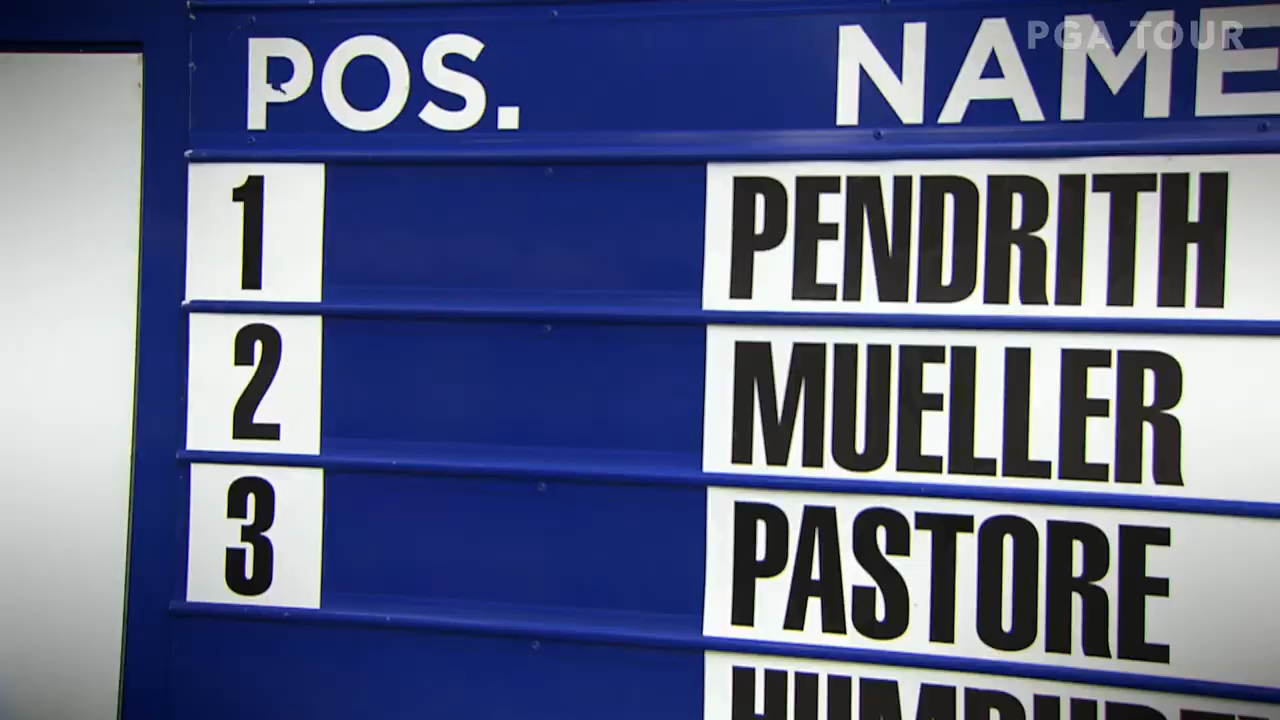 PGA TOUR
POS. NAME
1 PENDRITH
2 MUELLER
3 PASTORE